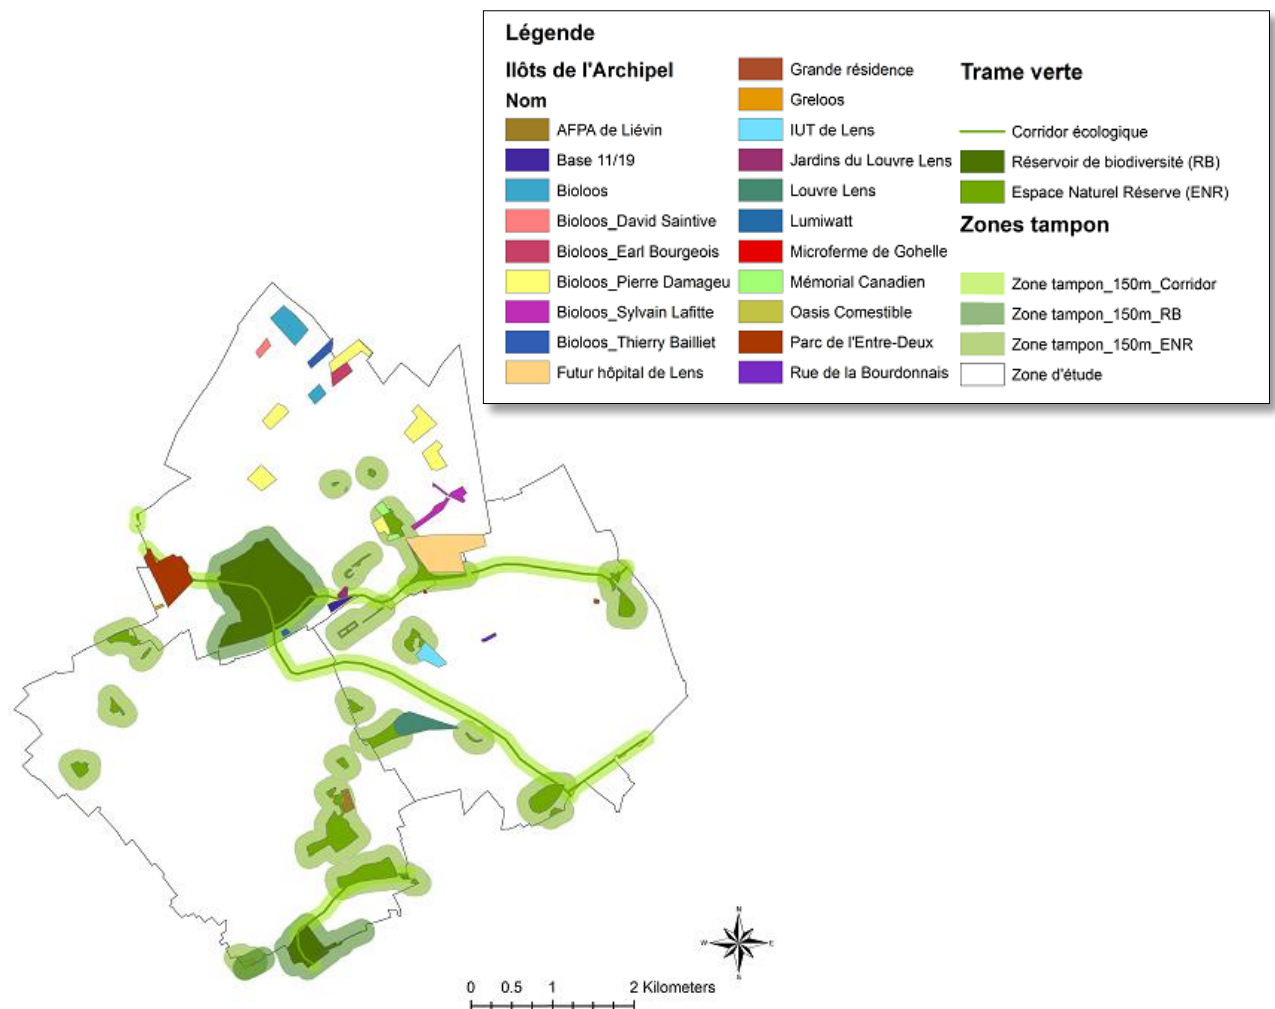 Légende
Ilôts de l'Archipel
Nom
AFPA de Liévin
Base 11/19
Bioloos
Bioloos_David Saintive
Bioloos_Earl Bourgeois
Bioloos_Pierre Damageu
Bioloos_Sylvain Lafitte
Bioloos_Thierry Bailliet
Futur hôpital de Lens
Grande résidence
Greloos
IUT de Lens
Jardins du Louvre Lens
Louvre Lens
Lumiwatt
Microferme de Gohelle
Mémorial Canadien
Oasis Comestible
Parc de l'Entre-Deux
Rue de la Bourdonnais
Trame verte
Corridor écologique
Réservoir de biodiversité (RB)
Espace Naturel Réserve (ENR)
Zones tampon
Zone tampon_150m_Corridor
Zone tampon_150m_RB
Zone tampon_150m_ENR
Zone d'étude
N
W E
S
0 0.5 1 2 Kilometers